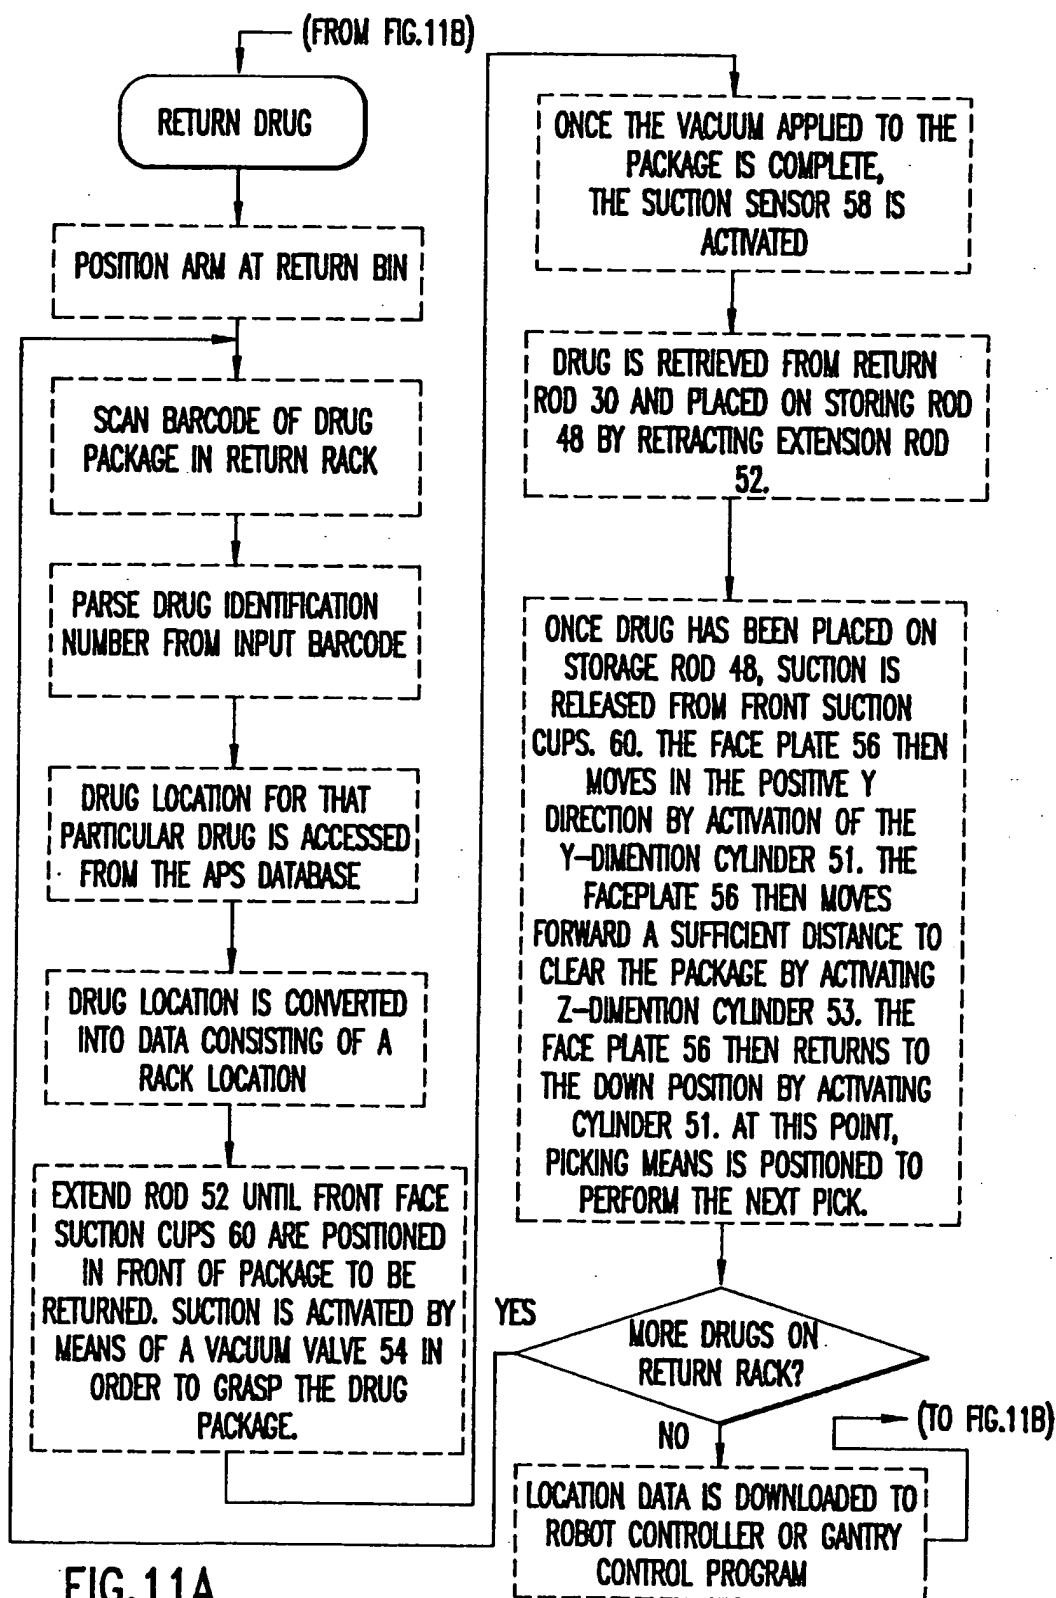 (FROM FIG.11B)
RETURN DRUG
POSITION ARM AT RETURN BIN
SCAN BARCODE OF DRUG
PACKAGE IN RETURN RACK
PARSE DRUG IDENTIFICATION
NUMBER FROM INPUT BARCODE
DRUG LOCATION FOR THAT
PARTICULAR DRUG IS ACCESSED
FROM THE APS DATABASE
DRUG LOCATION IS CONVERTED
INTO DATA CONSISTING OF A
RACK LOCATION
EXTEND ROD 52 UNTIL FRONT FACE
SUCTION CUPS 60 ARE POSITIONED
IN FRONT OF PACKAGE TO BE
RETURNED. SUCTION IS ACTIVATED BY
MEANS OF A VACUUM VALVE 54 IN
ORDER TO GRASP THE DRUG
PACKAGE.
ONCE THE VACUUM APPLIED TO THE
PACKAGE IS COMPLETE,
THE SUCTION SENSOR 58 IS
ACTIVATED
DRUG IS RETRIEVED FROM RETURN
ROD 30 AND PLACED ON STORING ROD
48 BY RETRACTING EXTENSION ROD
52.
ONCE DRUG HAS BEEN PLACED ON
STORAGE ROD 48, SUCTION IS
RELEASED FROM FRONT SUCTION
CUPS. 60. THE FACE PLATE 56 THEN
MOVES IN THE POSITIVE Y
DIRECTION BY ACTIVATION OF THE
Y-DIMENTION CYLINDER 51. THE
FACEPLATE 56 THEN MOVES
FORWARD A SUFFICIENT DISTANCE TO
CLEAR THE PACKAGE BY ACTIVATING
Z-DIMENTION CYLINDER 53. THE
FACE PLATE 56 THEN RETURNS TO
THE DOWN POSITION BY ACTIVATING
CYLINDER 51. AT THIS POINT,
PICKING MEANS IS POSITIONED TO
PERFORM THE NEXT PICK.
YES
MORE DRUGS ON
RETURN RACK?
NO
(TO FIG.11B)
LOCATION DATA IS DOWNLOADED TO
ROBOT CONTROLLER OR GANTRY
CONTROL PROGRAM
FIG.11A